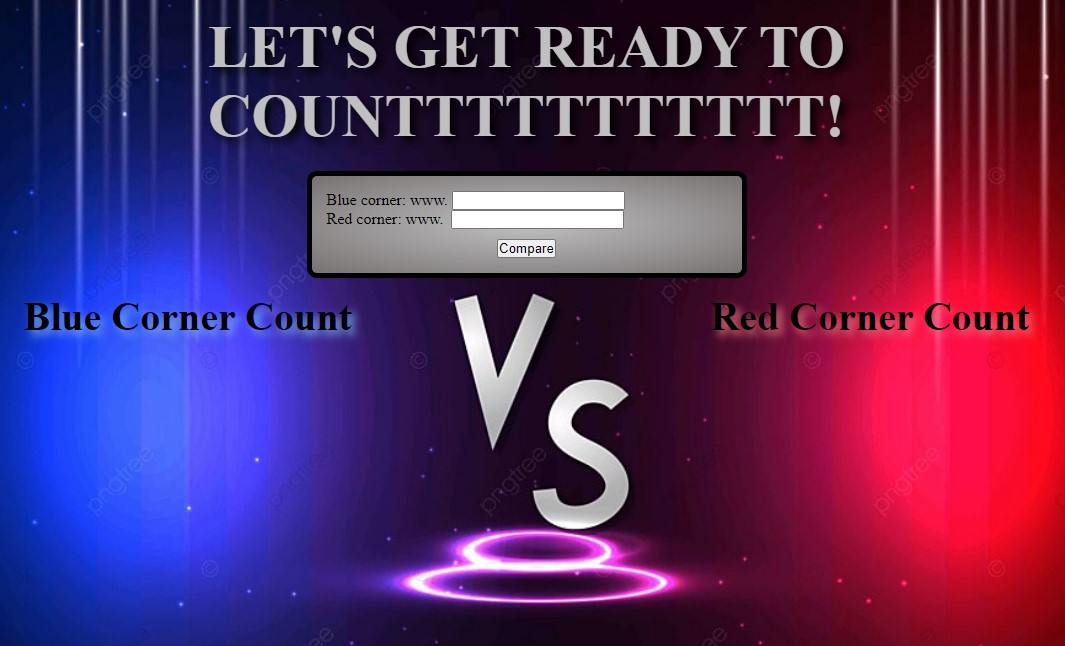 LET'S GET READY TO
COUNTTTTTTTTTTTT!
Blue corner: www.
Red corner: www.
Compare
Blue Corner Count
Red Corner Count
VS
pngtree